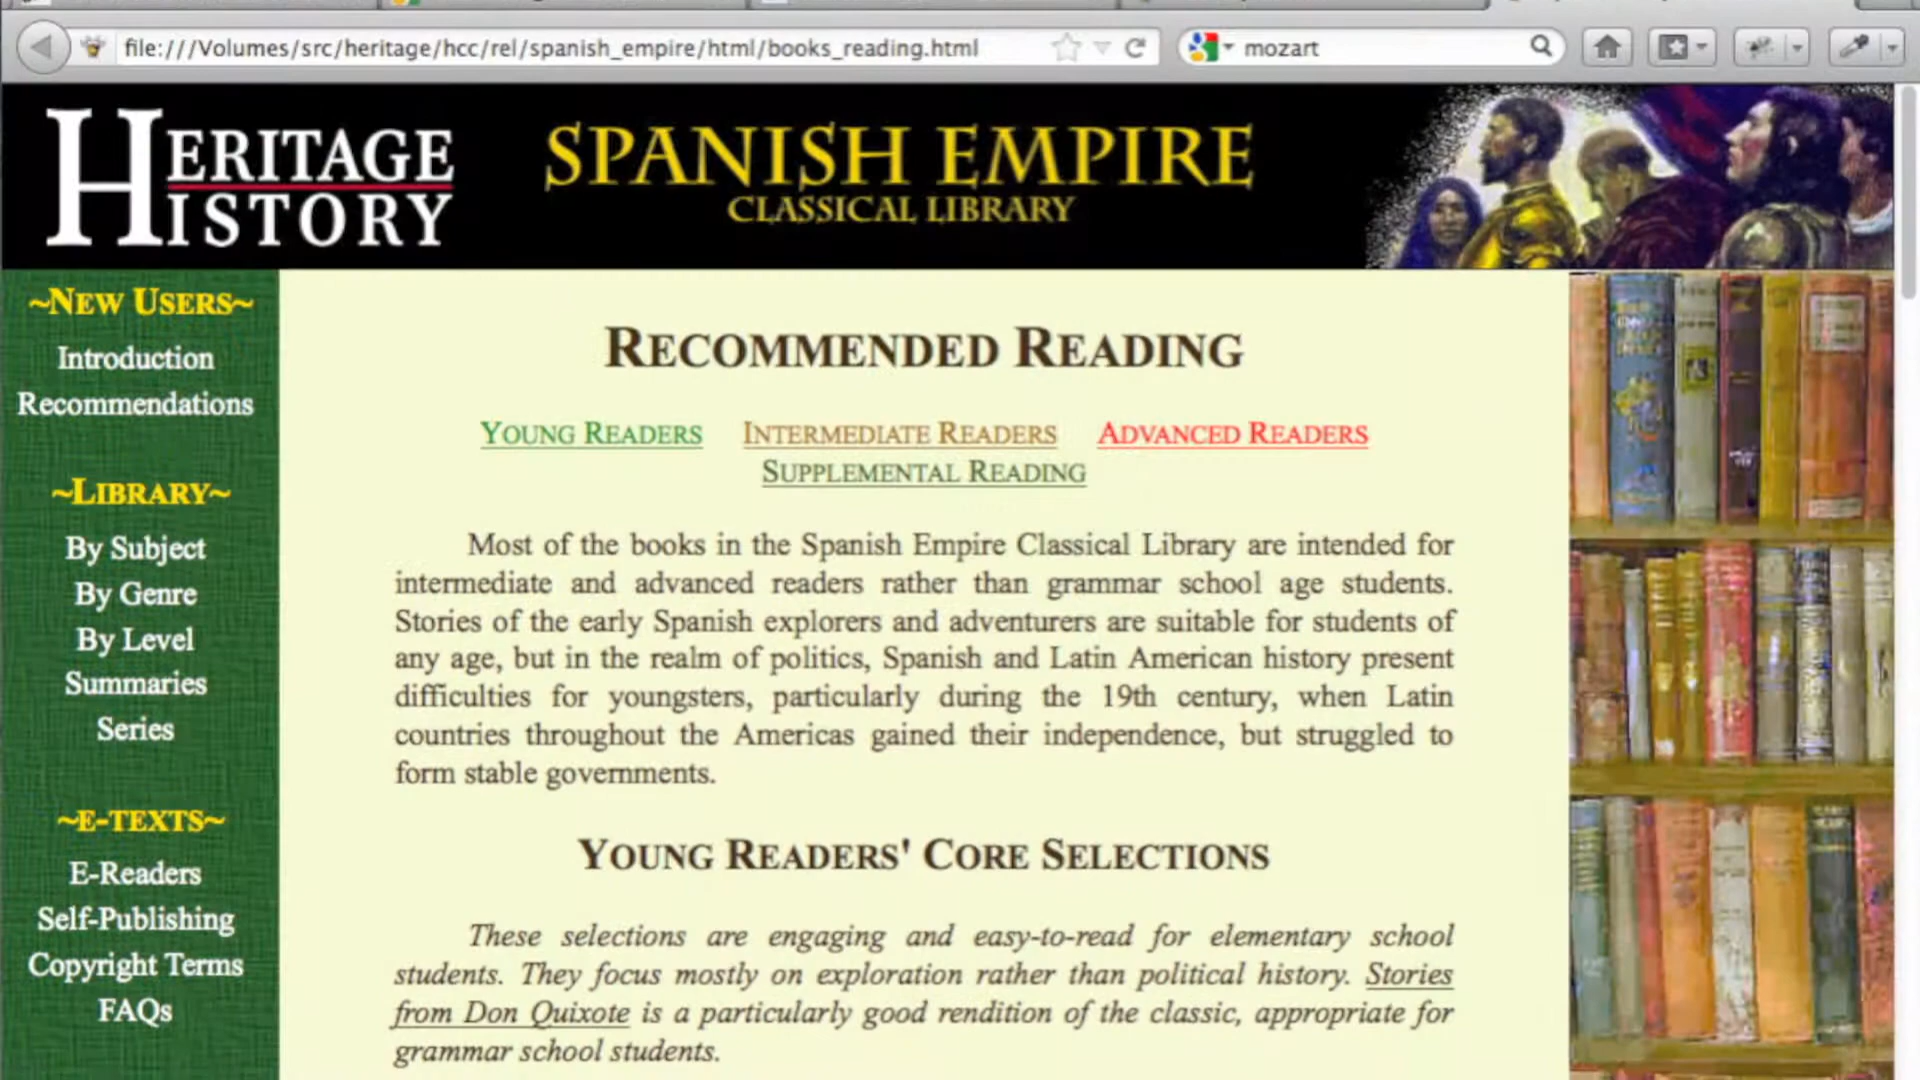 file:///Volumes/src/heritage/hcc/rel/spanish_empire/html/books_reading.html
mozart
HERITAGE
HISTORY
SPANISH EMPIRE
CLASSICAL LIBRARY
~NEW USERS~
Introduction
Recommendations
~LIBRARY~
By Subject
By Genre
By Level
Summaries
Series
~E-TEXTS~
E-Readers
Self-Publishing
Copyright Terms
FAQs
RECOMMENDED READING
YOUNG READERS INTERMEDIATE READERS ADVANCED READERS
SUPPLEMENTAL READING
Most of the books in the Spanish Empire Classical Library are intended for
intermediate and advanced readers rather than grammar school age students.
Stories of the early Spanish explorers and adventurers are suitable for students of
any age, but in the realm of politics, Spanish and Latin American history present
difficulties for youngsters, particularly during the 19th century, when Latin
countries throughout the Americas gained their independence, but struggled to
form stable governments.
YOUNG READERS' CORE SELECTIONS
These selections are engaging and easy-to-read for elementary school
students. They focus mostly on exploration rather than political history. Stories
from Don Quixote is a particularly good rendition of the classic, appropriate for
grammar school students.